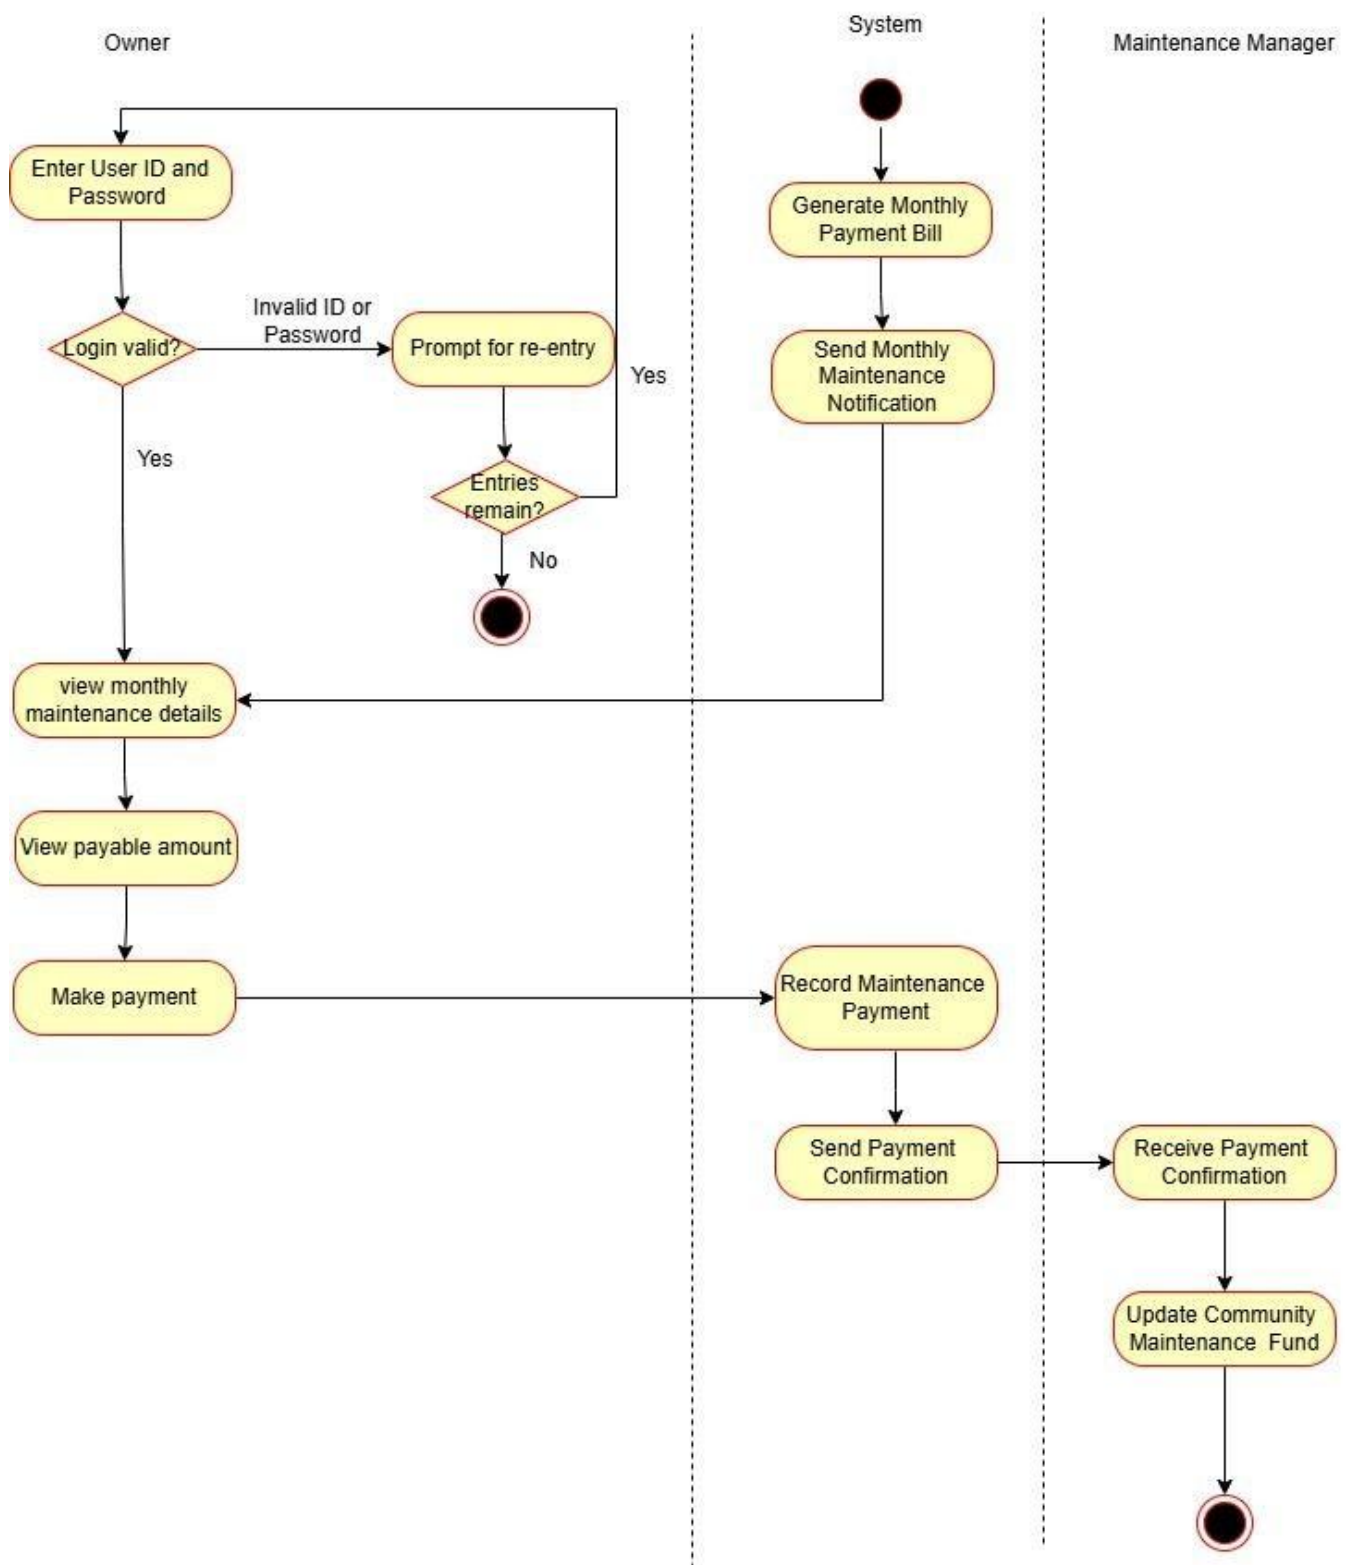 Owner
System
Maintenance Manager
Enter User ID and
Password
Generate Monthly
Payment Bill
Login valid?
Invalid ID or
Password
Prompt for re-entry
Yes
Send Monthly
Maintenance
Notification
Yes
Entries
remain?
No
view monthly
maintenance details
View payable amount
Make payment
Record Maintenance
Payment
Send Payment
Confirmation
Receive Payment
Confirmation
Update Community
Maintenance Fund